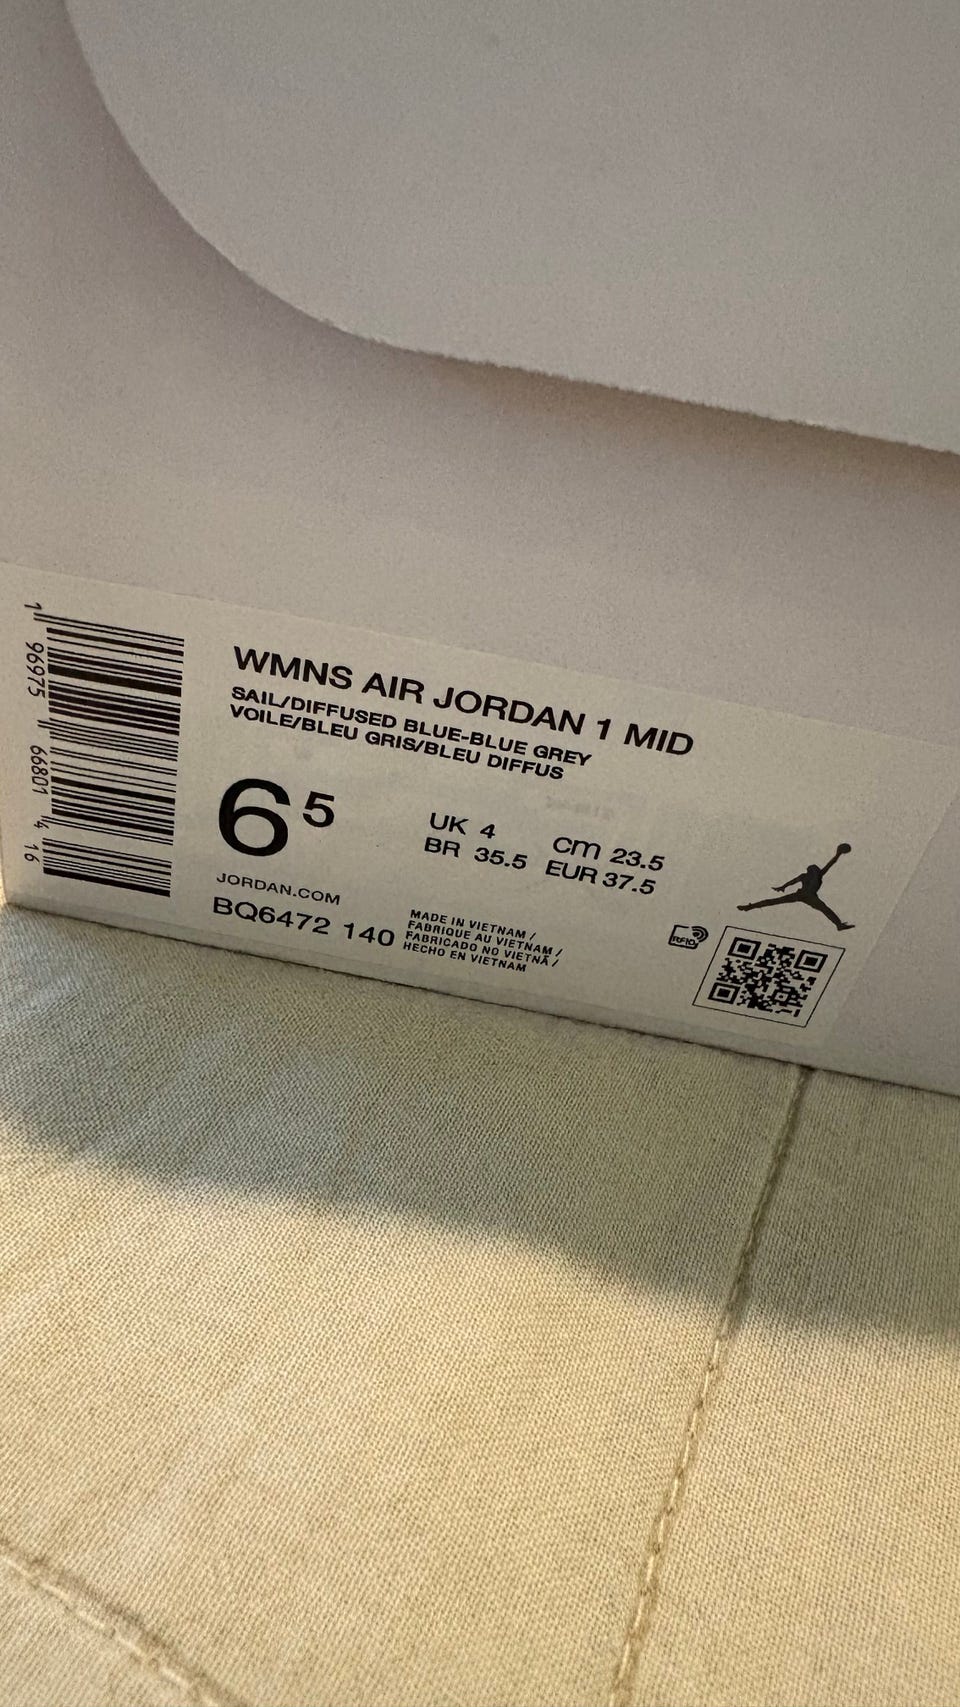 WMNS AIR JORDAN 1 MID
SAIL/DIFFUSED BLUE-BLUE GREY
VOILE/BLEU GRIS/BLEU DIFFUS
6 5
UK 4 CM 23.5
BR 35.5 EUR 37.5
JORDAN.COM
BQ6472 140
MADE IN VIETNAM /
FABRIQUE AU VIETNAM /
FABRICADO NO VIETNÃ /
HECHO EN VIETNAM
RFID
1 96975 66801 4 16